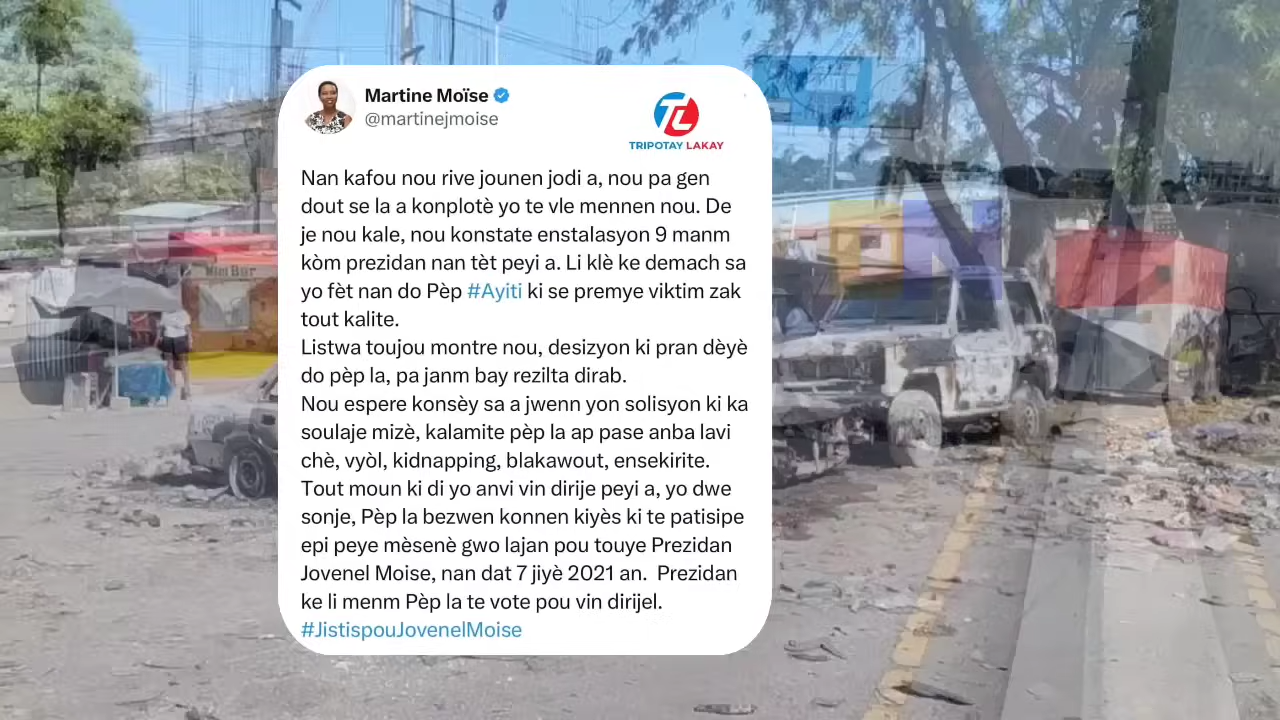 Martine Moïse
@martinejmoise
TL
TRIPOTAY LAKAY
Nan kafou nou rive jounen jodi a, nou pa gen
dout se la a konplotè yo te vle mennen nou. De
je nou kale, nou konstate enstalasyon 9 manm
kòm prezidan nan tèt peyi a. Li klè ke demach sa
yo fèt nan do Pèp #Ayiti ki se premye viktim zak
tout kalite.
Listwa toujou montre nou, desizyon ki pran dèyè
do pèp la, pa janm bay rezilta dirab.
Nou espere konsèy sa a jwenn yon solisyon ki ka
soulaje mizè, kalamite pèp la ap pase anba lavi
chè, vyòl, kidnapping, blakawout, ensekirite.
Tout moun ki di yo anvi vin dirije peyi a, yo dwe
sonje, Pèp la bezwen konnen kiyès ki te patisipe
epi peye mèsenè gwo lajan pou touye Prezidan
Jovenel Moise, nan dat 7 jiyè 2021 an.  Prezidan
ke li menm Pèp la te vote pou vin dirijel.
#JistispouJovenelMoise